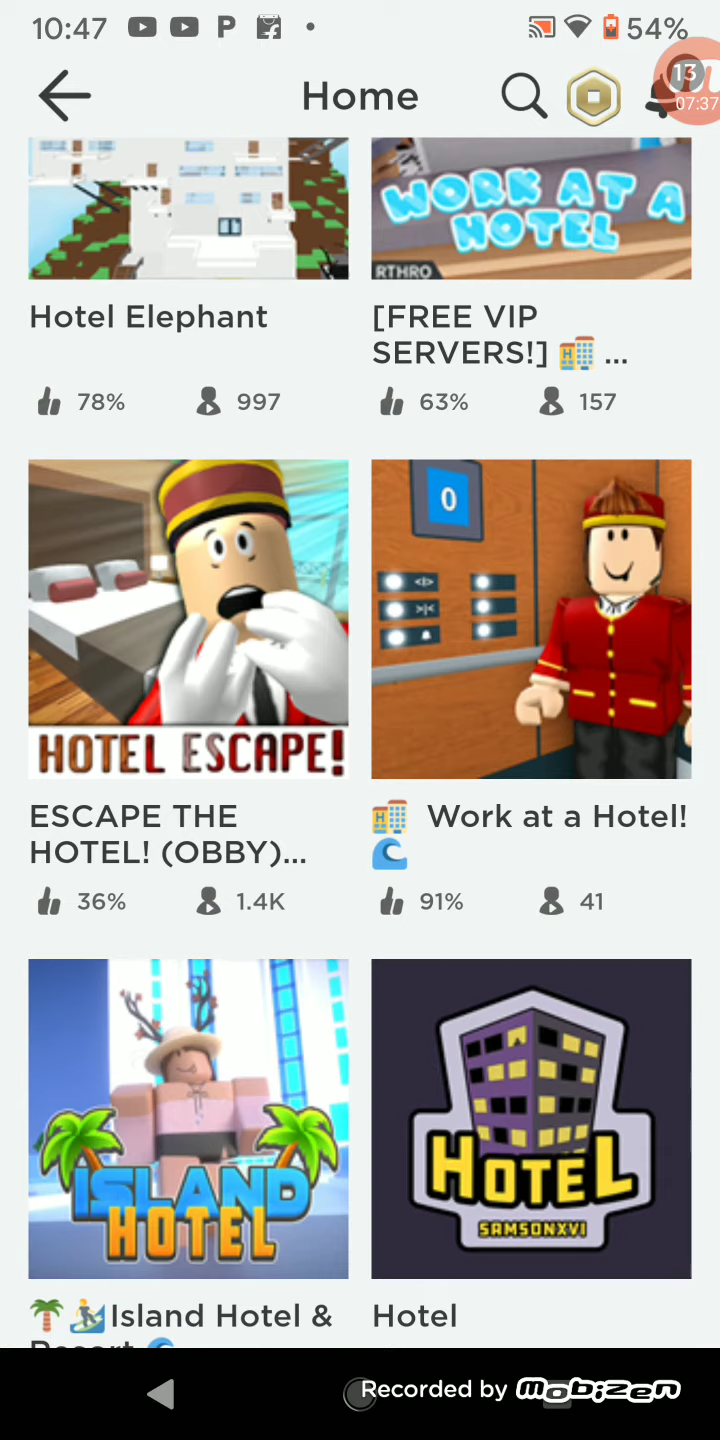 10:47 P 54%
Home
13
07:37
WORK AT A
HOTEL
RTHRO
Hotel Elephant
[FREE VIP
SERVERS!] 🏨 ...
78% 997
63% 157
0
HOTEL ESCAPE!
ESCAPE THE
HOTEL! (OBBY)...
🏨 Work at a Hotel!
🌊
36% 1.4K
91% 41
ISLAND
HOTEL
HOTEL
SAMSONXVI
🌴🏄Island Hotel &
Resort 🌊
Hotel
Recorded by mobizen